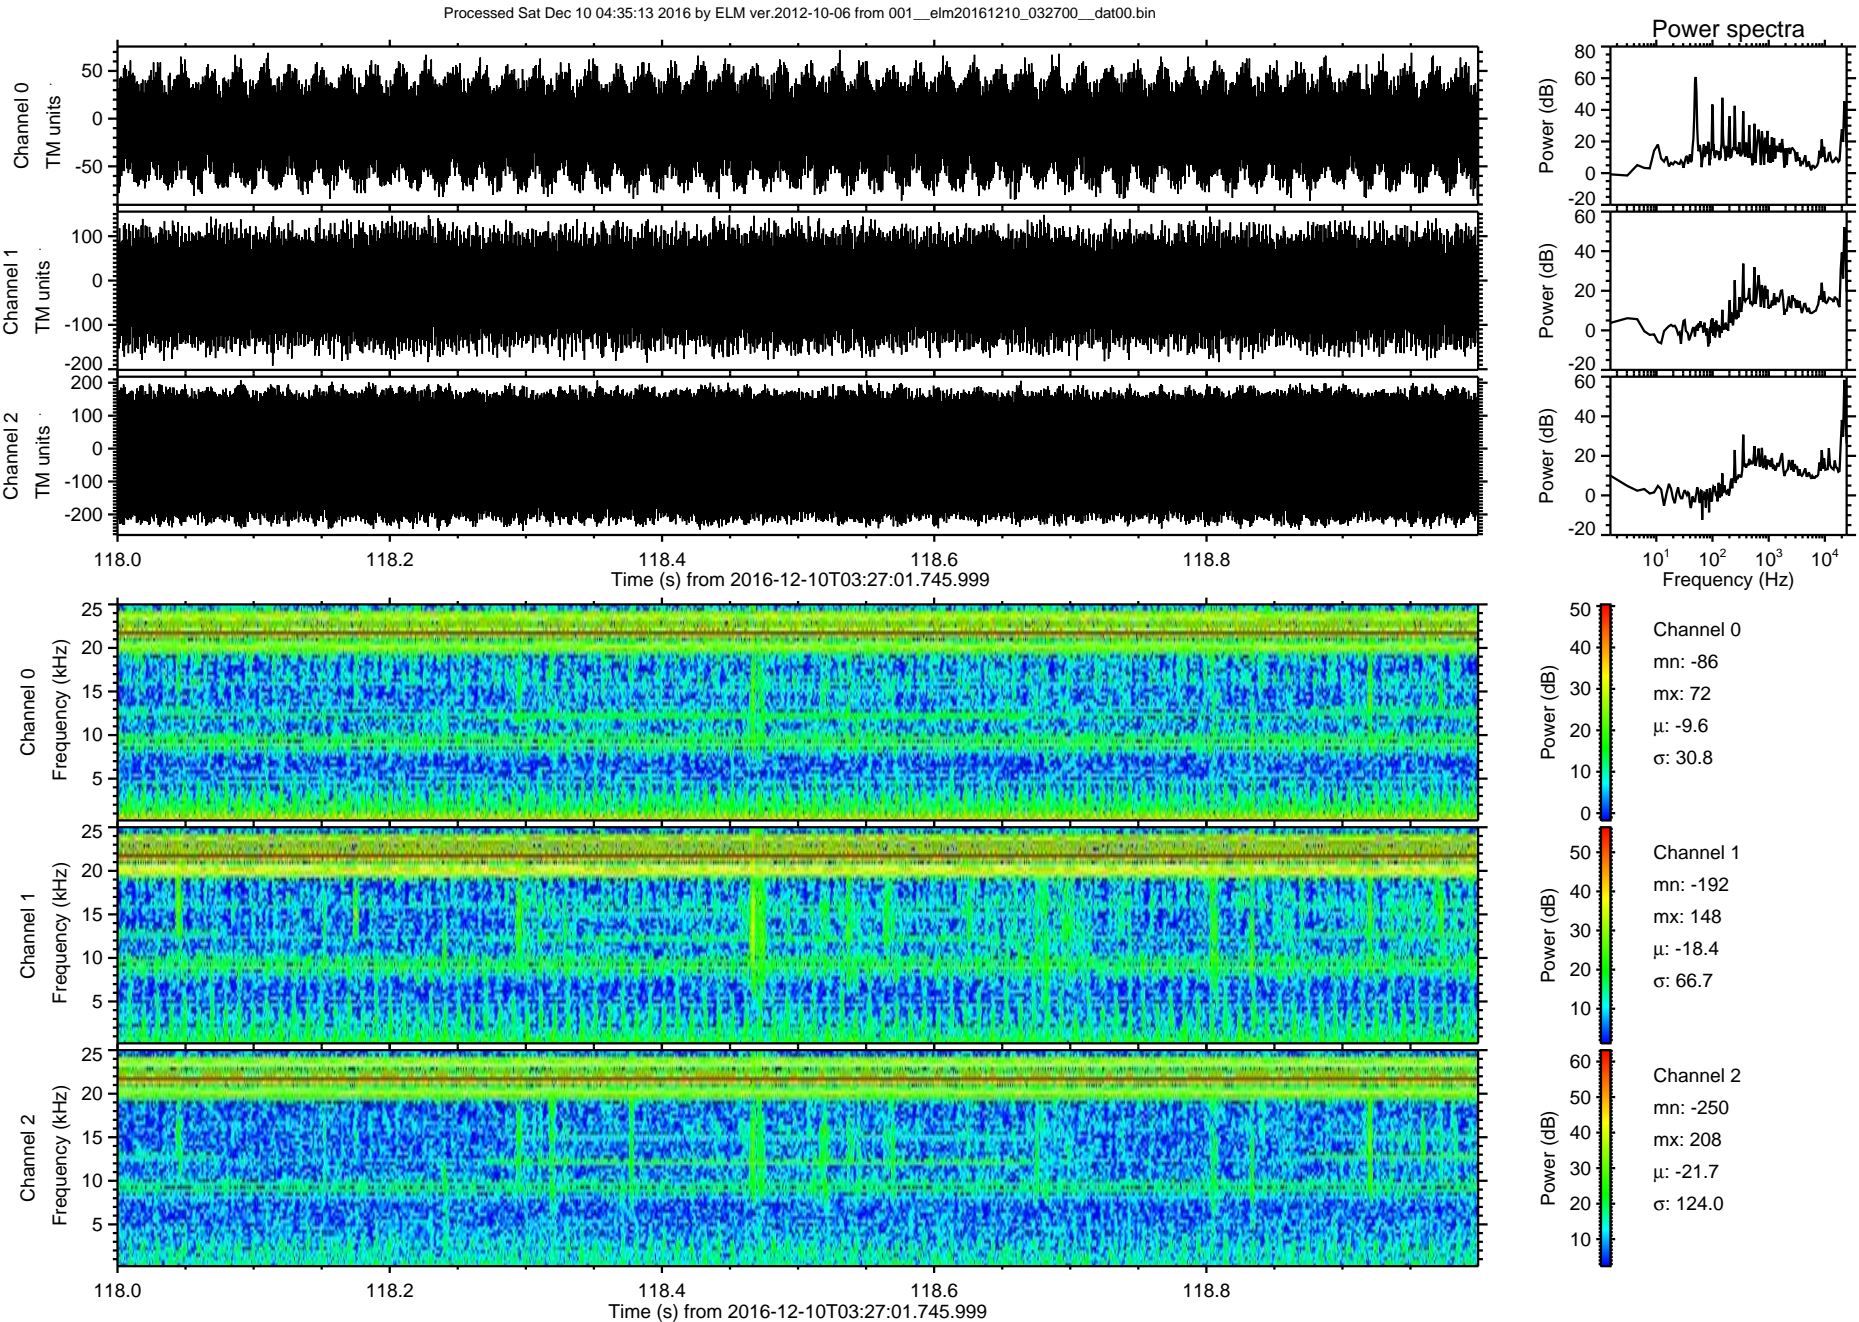 Processed Sat Dec 10 04:35:13 2016 by ELM ver.2012-10-06 from 001__elm20161210_032700__dat00.bin
Power spectra
Channel 0
TM units
50
0
-50
Power (dB)
80
60
40
20
0
-20
Channel 1
TM units
100
0
-100
-200
Power (dB)
60
40
20
0
-20
Channel 2
TM units
200
100
0
-100
-200
Power (dB)
60
40
20
0
-20
118.0 118.2 118.4 118.6 118.8
Time (s) from 2016-12-10T03:27:01.745.999
10^1 10^2 10^3 10^4
Frequency (Hz)
Channel 0
Frequency (kHz)
25
20
15
10
5
Power (dB)
50
40
30
20
10
0
Channel 0
mn: -86
mx: 72
μ: -9.6
σ: 30.8
Channel 1
Frequency (kHz)
25
20
15
10
5
Power (dB)
50
40
30
20
10
Channel 1
mn: -192
mx: 148
μ: -18.4
σ: 66.7
Channel 2
Frequency (kHz)
25
20
15
10
5
Power (dB)
60
50
40
30
20
10
Channel 2
mn: -250
mx: 208
μ: -21.7
σ: 124.0
118.0 118.2 118.4 118.6 118.8
Time (s) from 2016-12-10T03:27:01.745.999